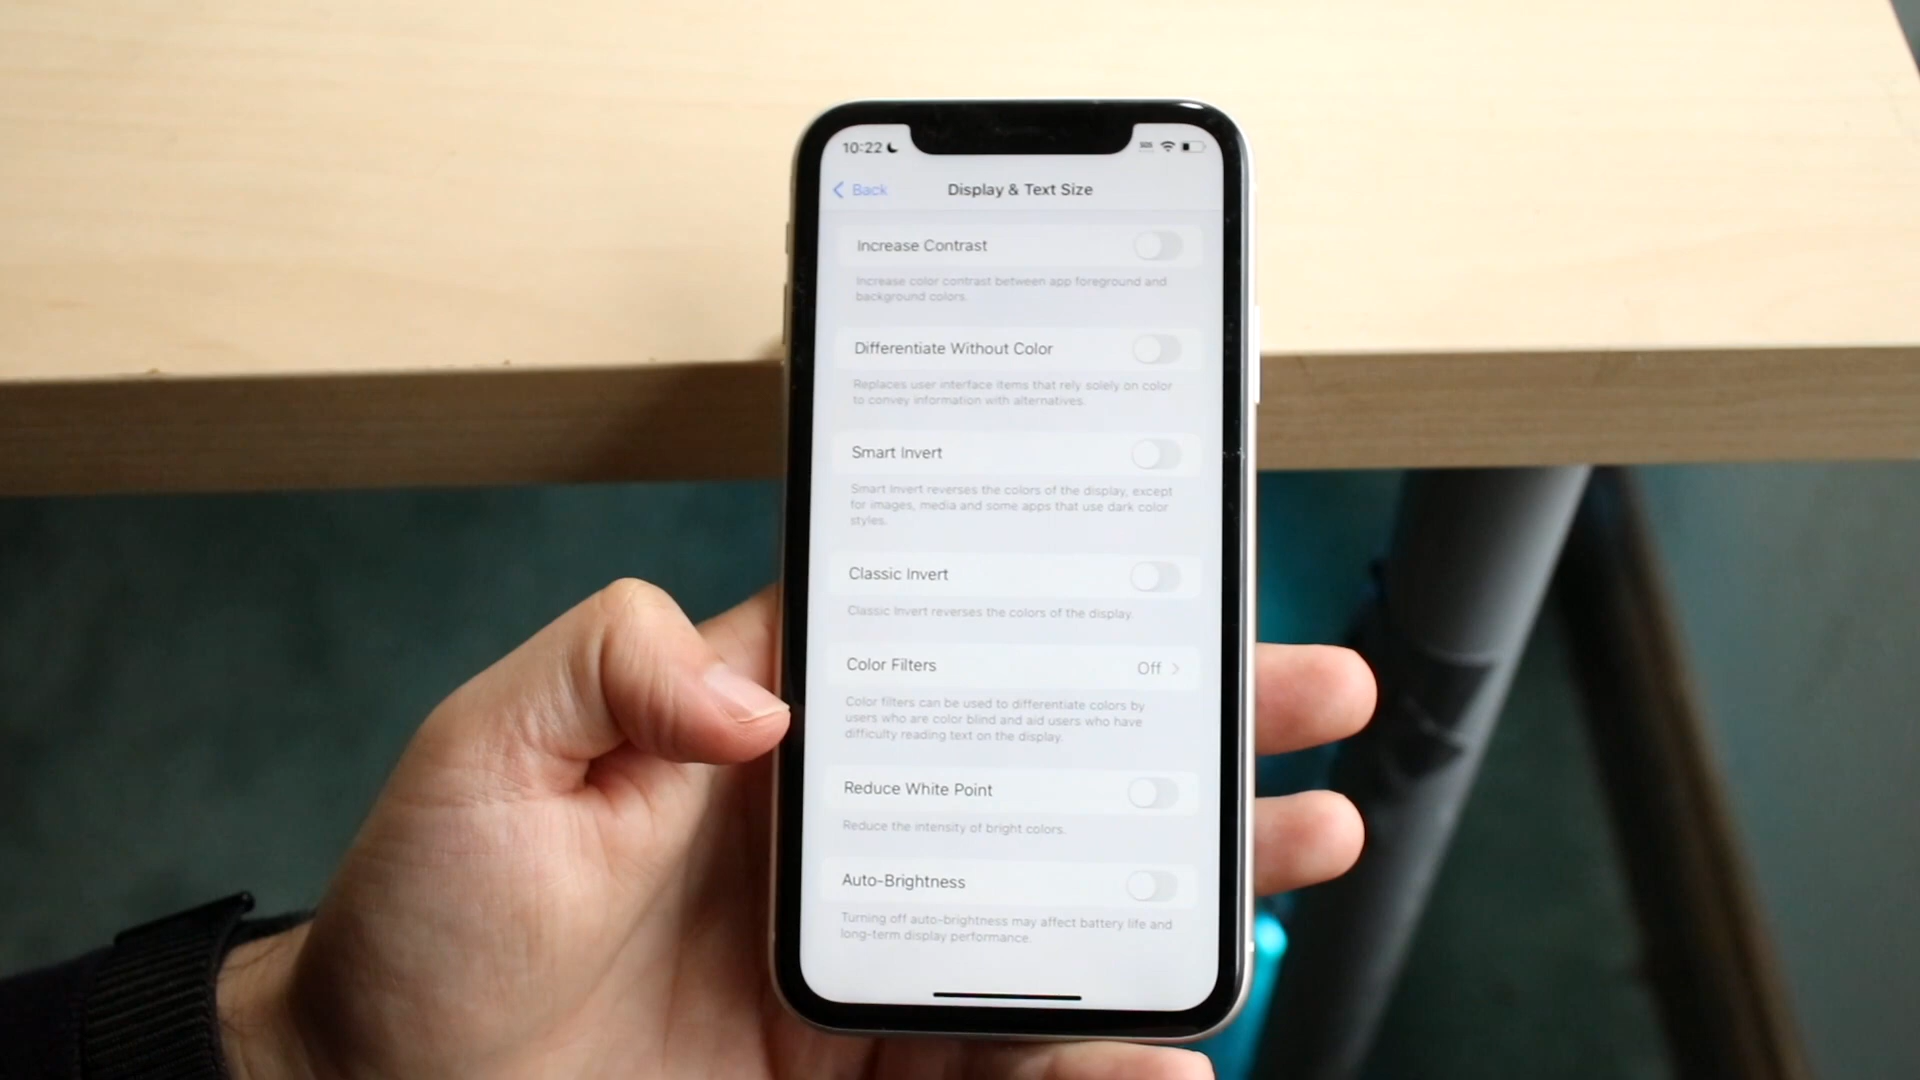 10:22 SOS
Back Display & Text Size
Increase Contrast
Increase color contrast between app foreground and
background colors.
Differentiate Without Color
Replaces user interface items that rely solely on color
to convey information with alternatives.
Smart Invert
Smart Invert reverses the colors of the display, except
for images, media and some apps that use dark color
styles.
Classic Invert
Classic Invert reverses the colors of the display.
Color Filters Off
Color filters can be used to differentiate colors by
users who are color blind and aid users who have
difficulty reading text on the display.
Reduce White Point
Reduce the intensity of bright colors.
Auto-Brightness
Turning off auto-brightness may affect battery life and
long-term display performance.